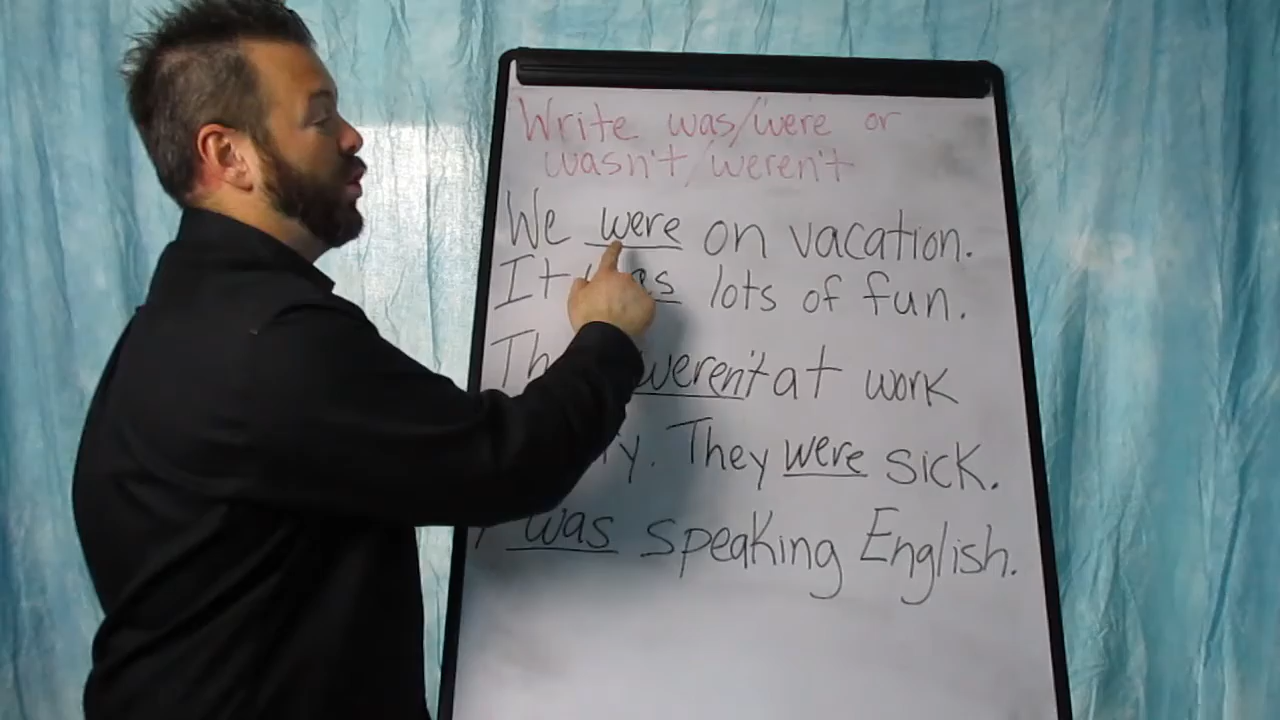 Write was/were or
wasn't/weren't
We were on vacation.
It lots of fun.
weren't at work
They were sick.
was speaking English.